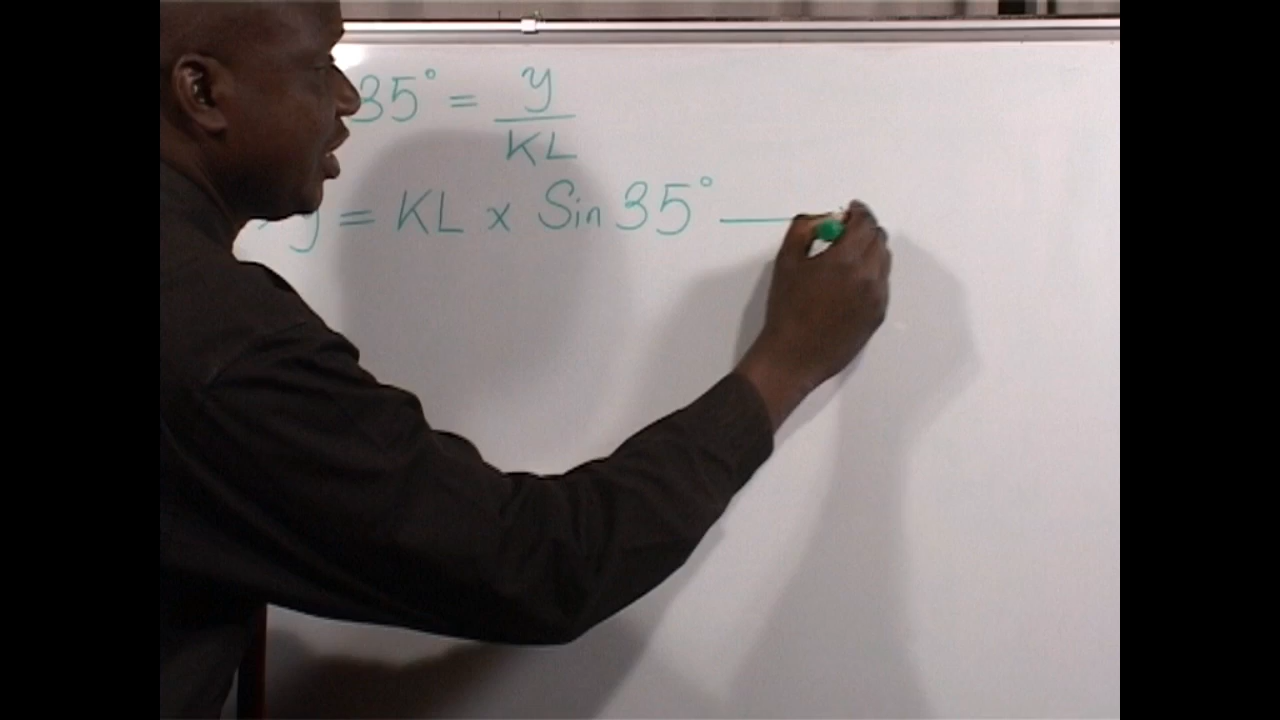 35° = y/KL
y = KL x Sin 35° —